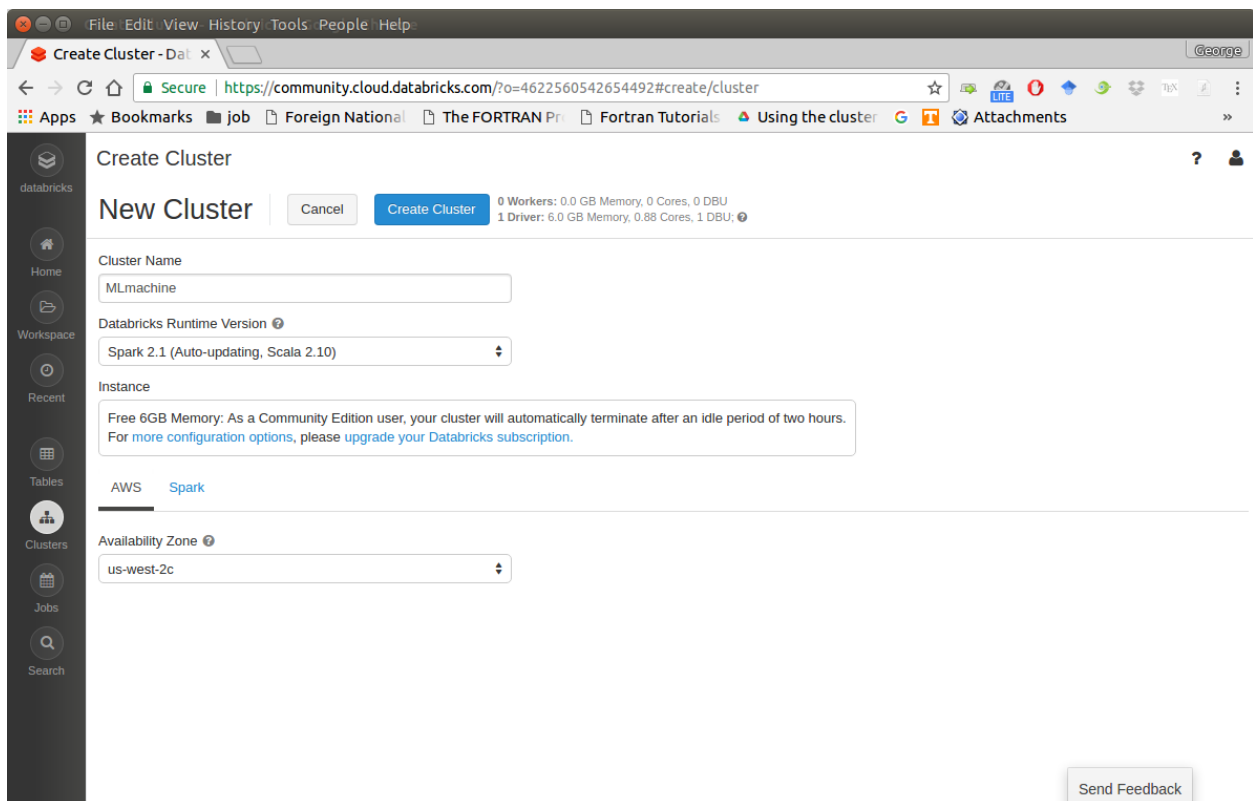 File Edit View History Tools People Help
Create Cluster - Dat ×
George
Secure | https://community.cloud.databricks.com/?o=4622560542654492#create/cluster
LITE
TEX
Apps Bookmarks job Foreign National The FORTRAN Pr Fortran Tutorials Using the cluster G T Attachments »
databricks
Create Cluster
?
New Cluster
Cancel
Create Cluster
0 Workers: 0.0 GB Memory, 0 Cores, 0 DBU
1 Driver: 6.0 GB Memory, 0.88 Cores, 1 DBU; ?
Home
Workspace
Recent
Tables
Clusters
Jobs
Search
Cluster Name
MLmachine
Databricks Runtime Version ?
Spark 2.1 (Auto-updating, Scala 2.10)
Instance
Free 6GB Memory: As a Community Edition user, your cluster will automatically terminate after an idle period of two hours.
For more configuration options, please upgrade your Databricks subscription.
AWS Spark
Availability Zone ?
us-west-2c
Send Feedback